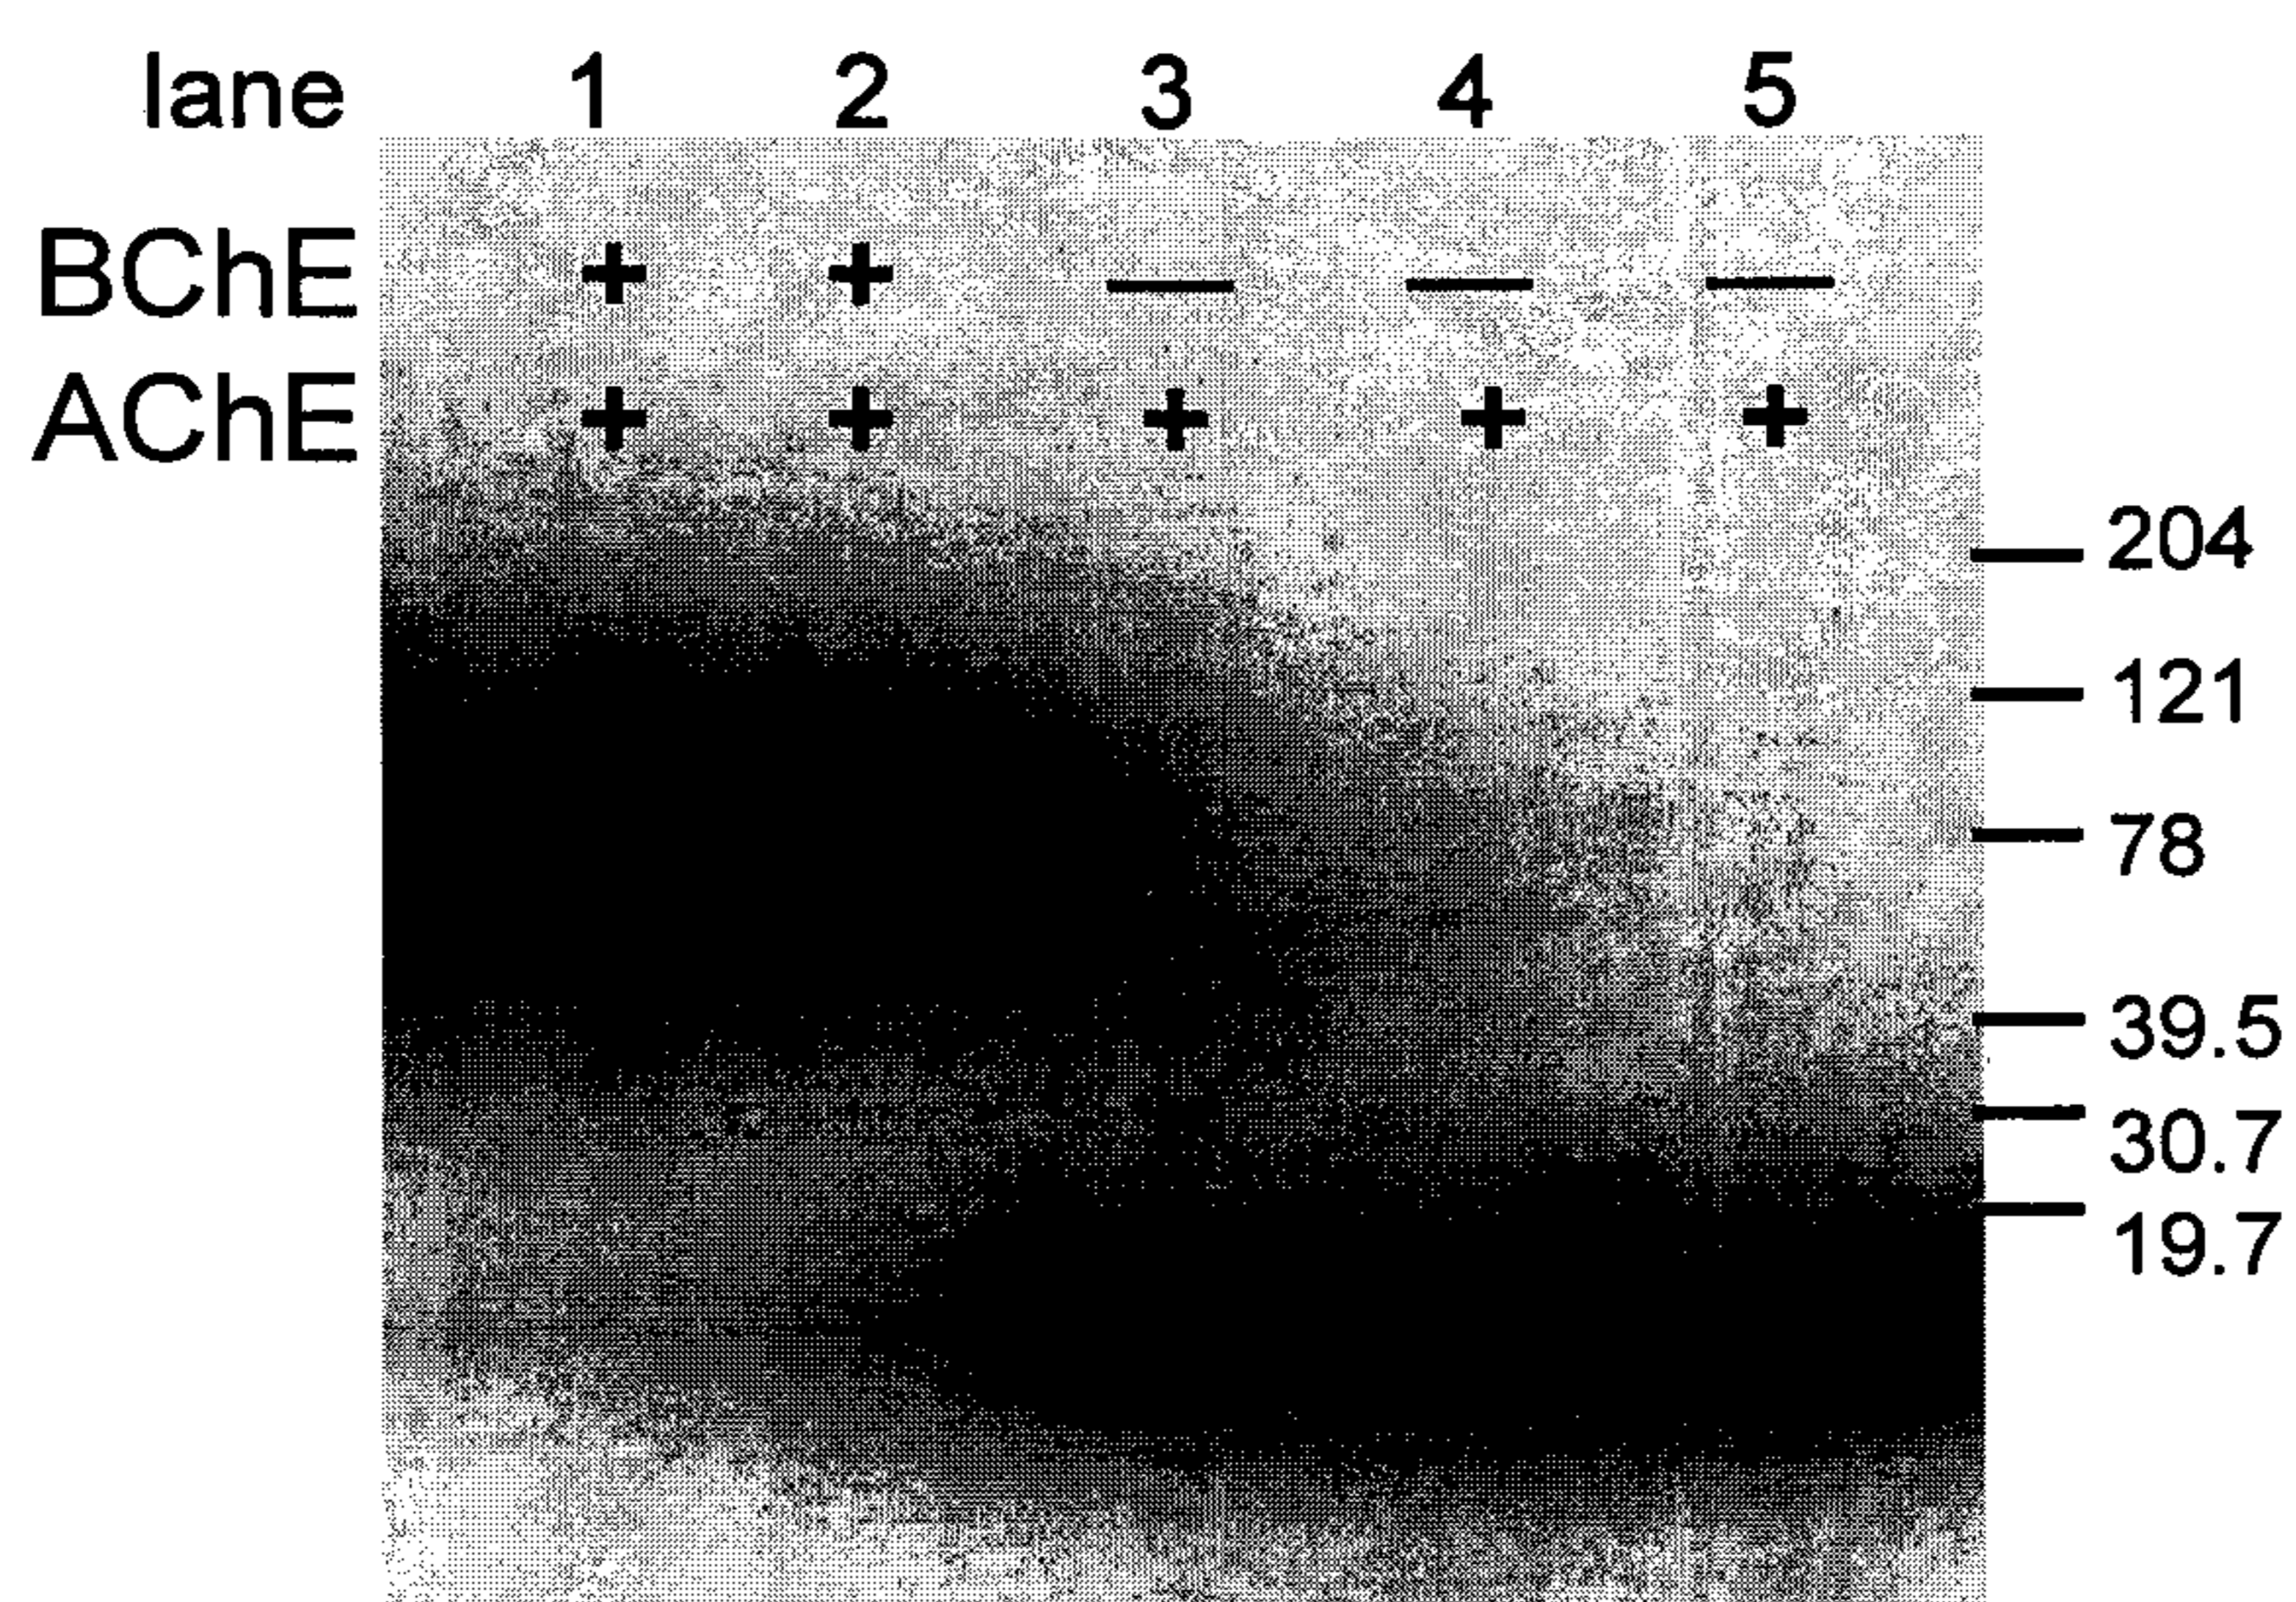 lane 1 2 3 4 5
BChE + + — — —
AChE + + + + +
204
121
78
39.5
30.7
19.7